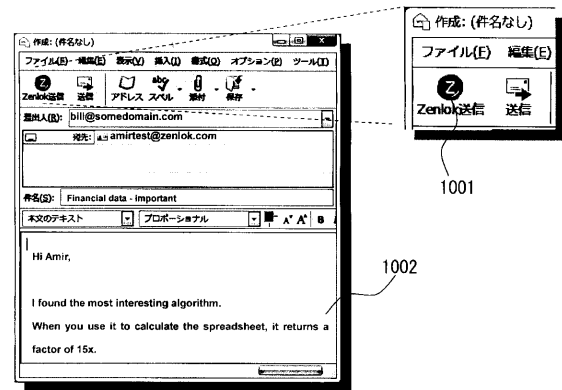 作成: (件名なし)
ファイル(F) 編集(E) 表示(V) 挿入(I) 書式(O) オプション(P) ツール(T)
Zenlok送信 送信 アドレス スペル 添付 保存
差出人(R): bill@somedomain.com
宛先: amirtest@zenlok.com
件名(S): Financial data - important
本文のテキスト プロポーショナル
Hi Amir,
I found the most interesting algorithm.
When you use it to calculate the spreadsheet, it returns a
factor of 15x.
作成: (件名なし)
ファイル(F) 編集(E)
Zenlok送信 送信
1001
1002